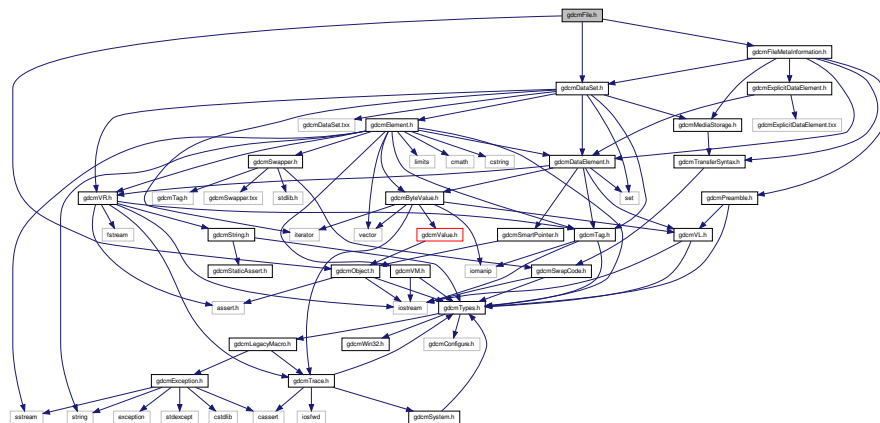 gdcmFile.h
gdcmFileMetaInformation.h
gdcmDataSet.h
gdcmExplicitDataElement.h
gdcmDataSet.txx
gdcmElement.h
gdcmMediaStorage.h
gdcmExplicitDataElement.txx
gdcmSwapper.h
limits
cmath
cstring
gdcmDataElement.h
gdcmTransferSyntax.h
gdcmVR.h
gdcmTag.h
gdcmSwapper.txx
stdlib.h
gdcmByteValue.h
set
gdcmPreamble.h
fstream
gdcmString.h
iterator
vector
gdcmValue.h
gdcmSmartPointer.h
gdcmTag.h
gdcmVL.h
gdcmStaticAssert.h
gdcmObject.h
gdcmVM.h
iomanip
gdcmSwapCode.h
assert.h
iostream
gdcmTypes.h
gdcmLegacyMacro.h
gdcmWin32.h
gdcmConfigure.h
gdcmException.h
gdcmTrace.h
sstream
string
exception
stdexcept
cstdlib
cassert
iosfwd
gdcmSystem.h